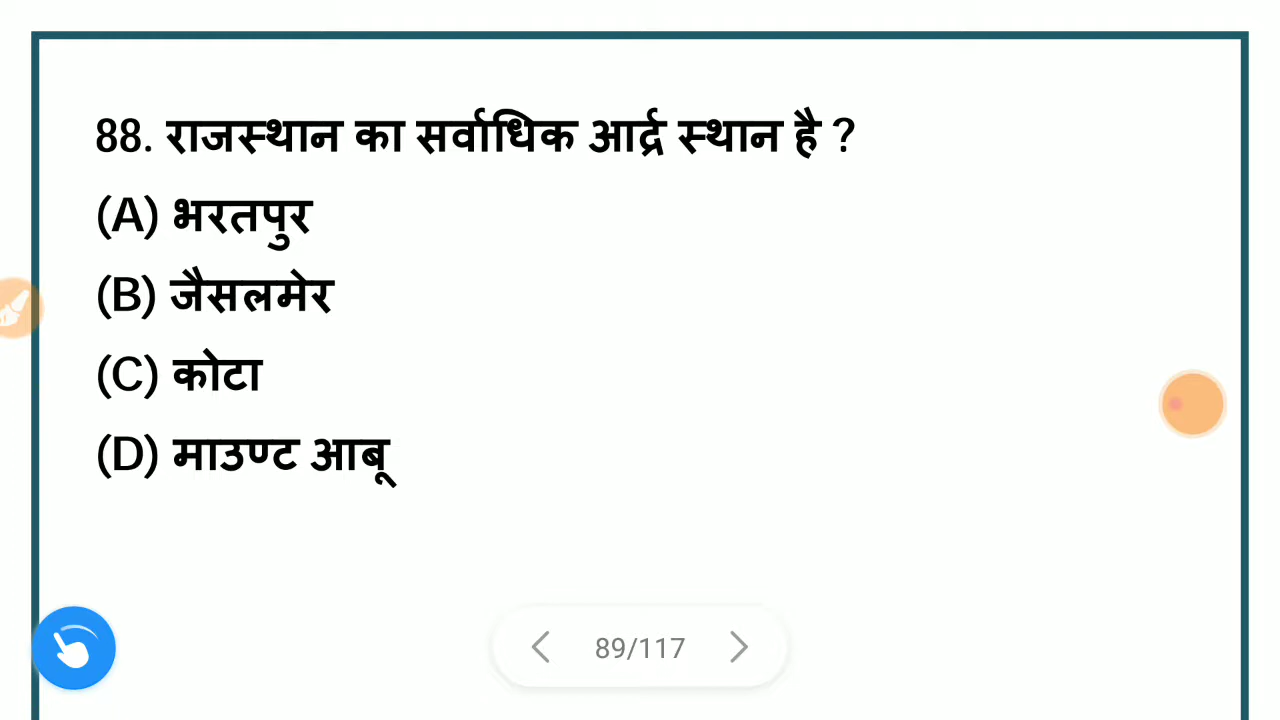 88. राजस्थान का सर्वाधिक आर्द्र स्थान है ?
(A) भरतपुर
(B) जैसलमेर
(C) कोटा
(D) माउण्ट आबू
89/117